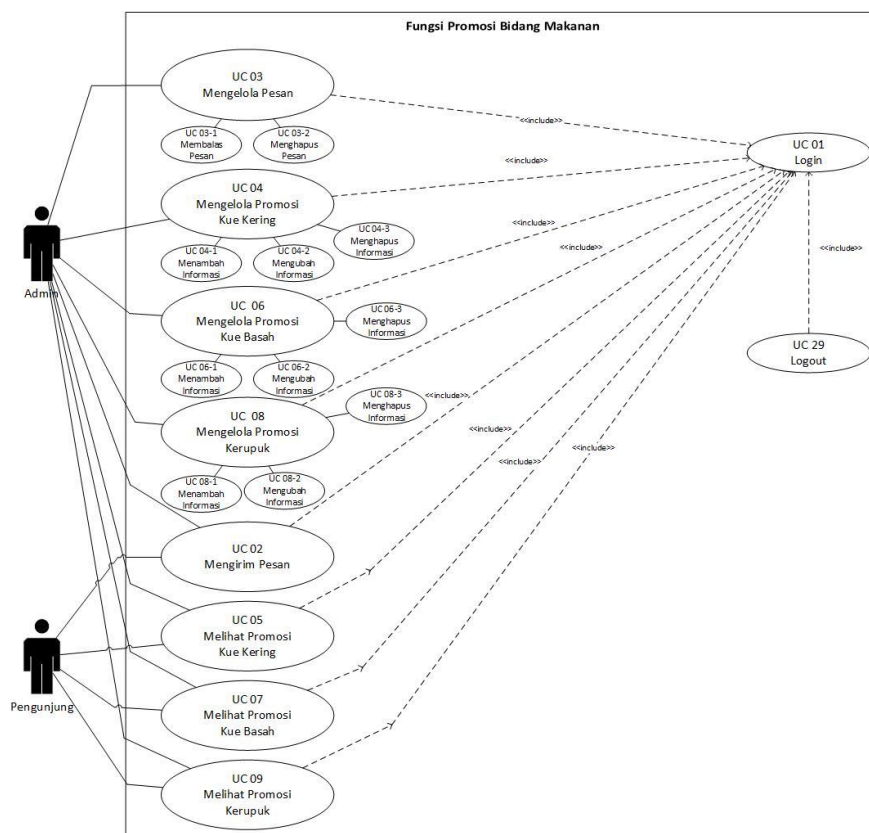 Fungsi Promosi Bidang Makanan
UC 03
Mengelola Pesan
UC 03-1
Membalas
Pesan
UC 03-2
Menghapus
Pesan
<<include>>
UC 01
Login
<<include>>
UC 04
Mengelola Promosi
Kue Kering
UC 04-1
Menambah
Informasi
UC 04-2
Mengubah
Informasi
UC 04-3
Menghapus
Informasi
<<include>>
<<include>>
<<include>>
Admin
UC 06
Mengelola Promosi
Kue Basah
UC 06-1
Menambah
Informasi
UC 06-2
Mengubah
Informasi
UC 06-3
Menghapus
Informasi
UC 29
Logout
UC 08
Mengelola Promosi
Kerupuk
UC 08-1
Menambah
Informasi
UC 08-2
Mengubah
Informasi
UC 08-3
Menghapus
Informasi
<<include>>
<<include>>
<<include>>
<<include>>
UC 02
Mengirim Pesan
UC 05
Melihat Promosi
Kue Kering
Pengunjung
UC 07
Melihat Promosi
Kue Basah
UC 09
Melihat Promosi
Kerupuk